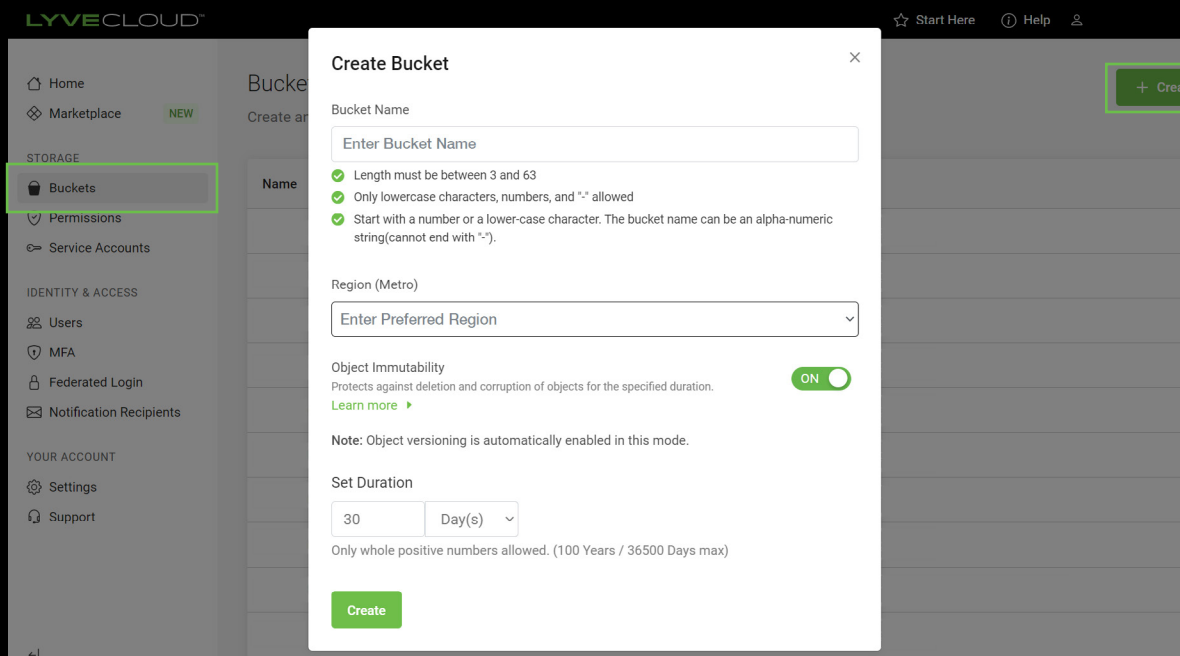 LYVECLOUD™
Start Here
Help
Home
Marketplace
NEW
STORAGE
Buckets
Permissions
Service Accounts
IDENTITY & ACCESS
Users
MFA
Federated Login
Notification Recipients
YOUR ACCOUNT
Settings
Support
Name
Create Bucket
Bucket Name
Enter Bucket Name
Length must be between 3 and 63
Only lowercase characters, numbers, and "-" allowed
Start with a number or a lower-case character. The bucket name can be an alpha-numeric
string(cannot end with "-").
Region (Metro)
Enter Preferred Region
Object Immutability
Protects against deletion and corruption of objects for the specified duration.
Learn more
ON
Note: Object versioning is automatically enabled in this mode.
Set Duration
30
Day(s)
Only whole positive numbers allowed. (100 Years / 36500 Days max)
Create